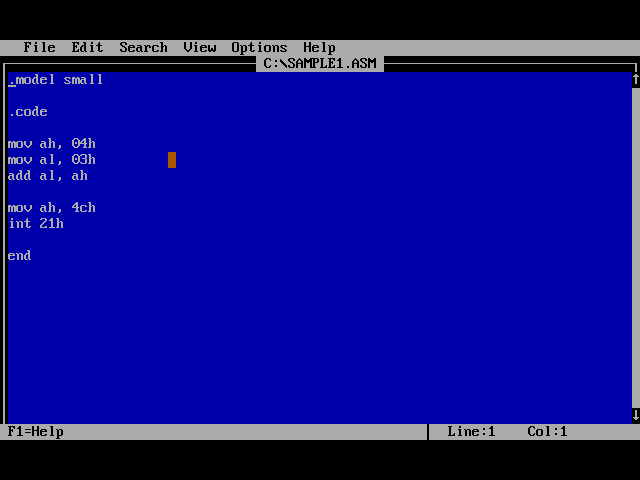 File Edit Search View Options Help
C:\SAMPLE1.ASM
.model small
.code
mov ah, 04h
mov al, 03h
add al, ah
mov ah, 4ch
int 21h
end
F1=Help Line:1 Col:1